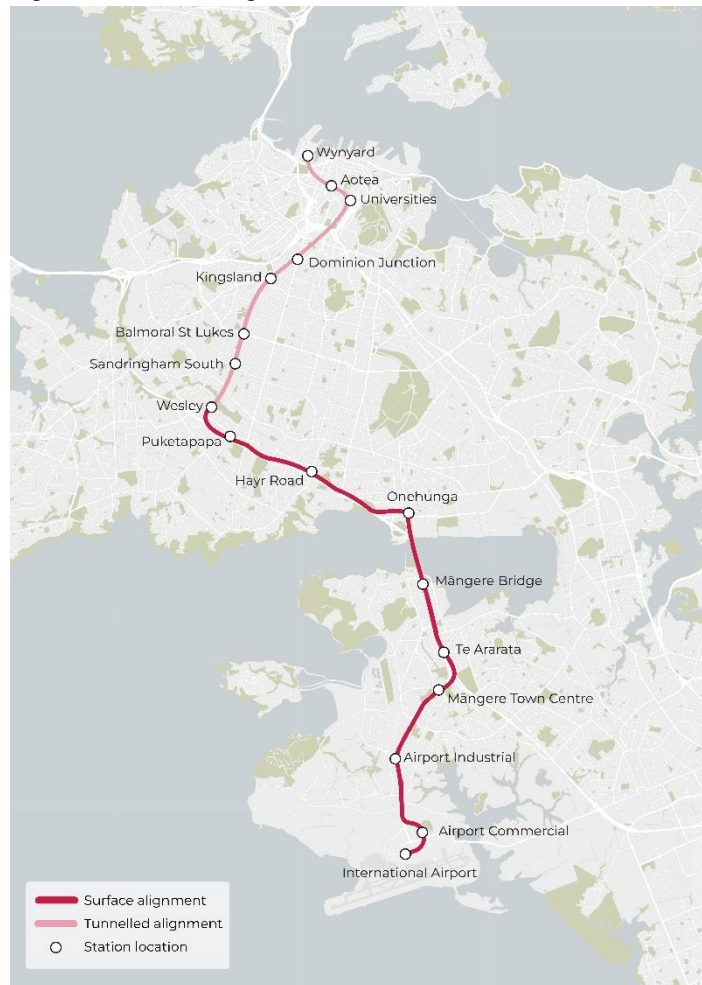 Wynyard
Aotea
Universities
Dominion Junction
Kingsland
Balmoral St Lukes
Sandringham South
Wesley
Puketapapa
Hayr Road
Onehunga
Māngere Bridge
Te Ararata
Māngere Town Centre
Airport Industrial
Airport Commercial
International Airport
Surface alignment
Tunnelled alignment
Station location